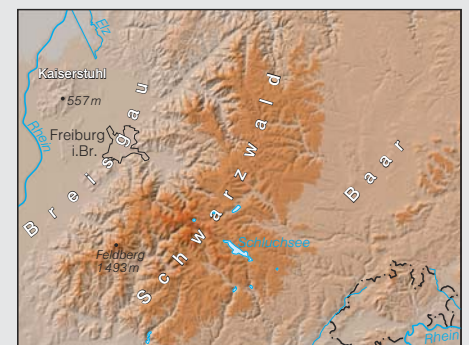 Elz
Kaiserstuhl
557 m
Rhein
Freiburg
i.Br.
Breisgau
Schwarzwald
Baar
Schluchsee
Feldberg
1493 m
Rhein